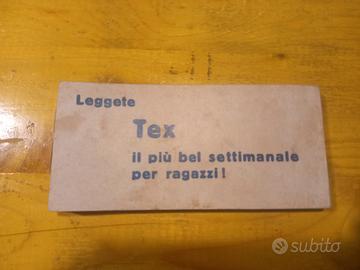 Leggete
Tex
il più bel settimanale
per ragazzi!
subito